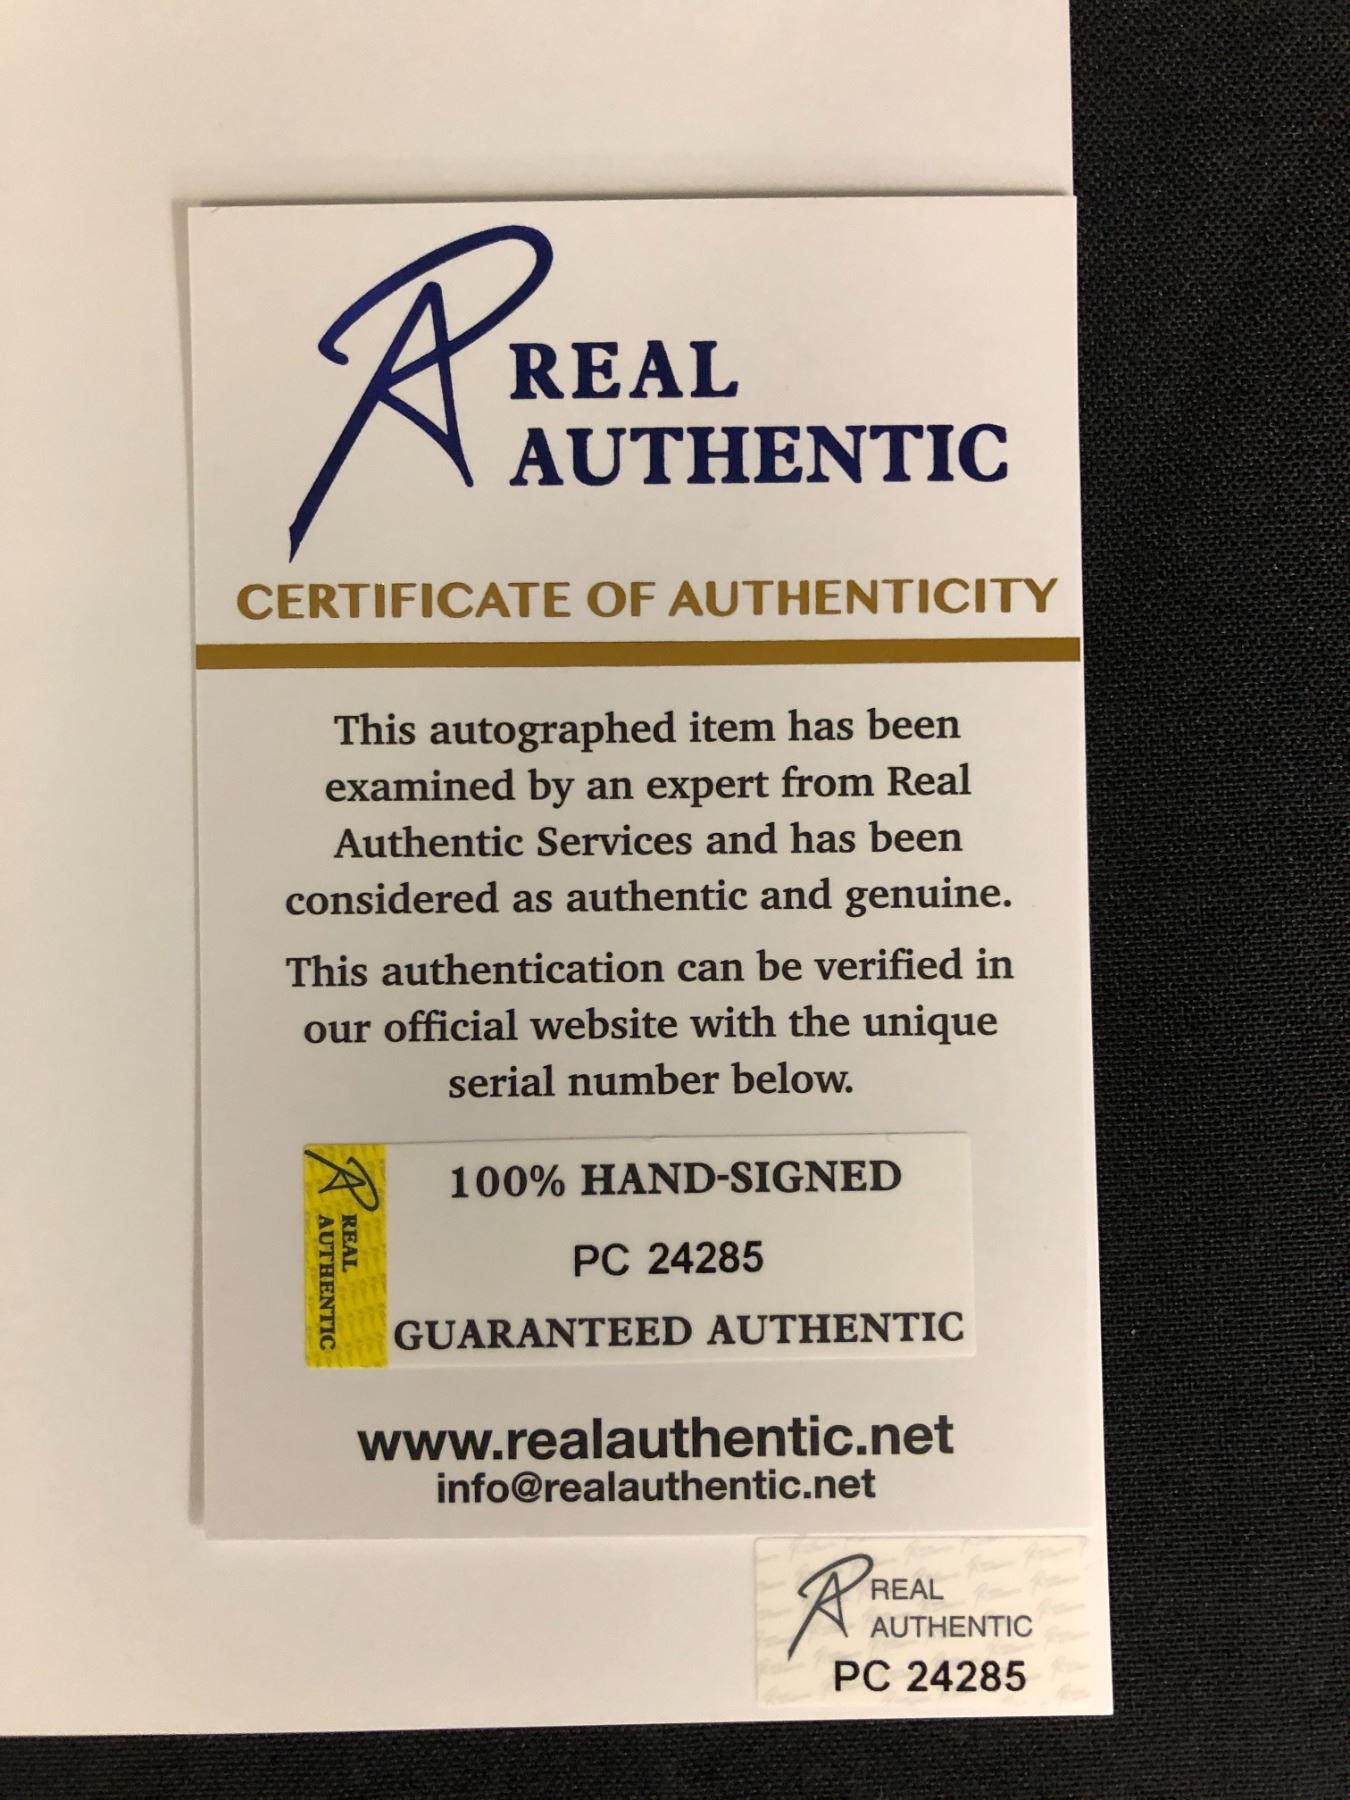 REAL
AUTHENTIC
CERTIFICATE OF AUTHENTICITY
This autographed item has been
examined by an expert from Real
Authentic Services and has been
considered as authentic and genuine.
This authentication can be verified in
our official website with the unique
serial number below.
REAL
AUTHENTIC
100% HAND-SIGNED
PC 24285
GUARANTEED AUTHENTIC
www.realauthentic.net
info@realauthentic.net
REAL
AUTHENTIC
PC 24285